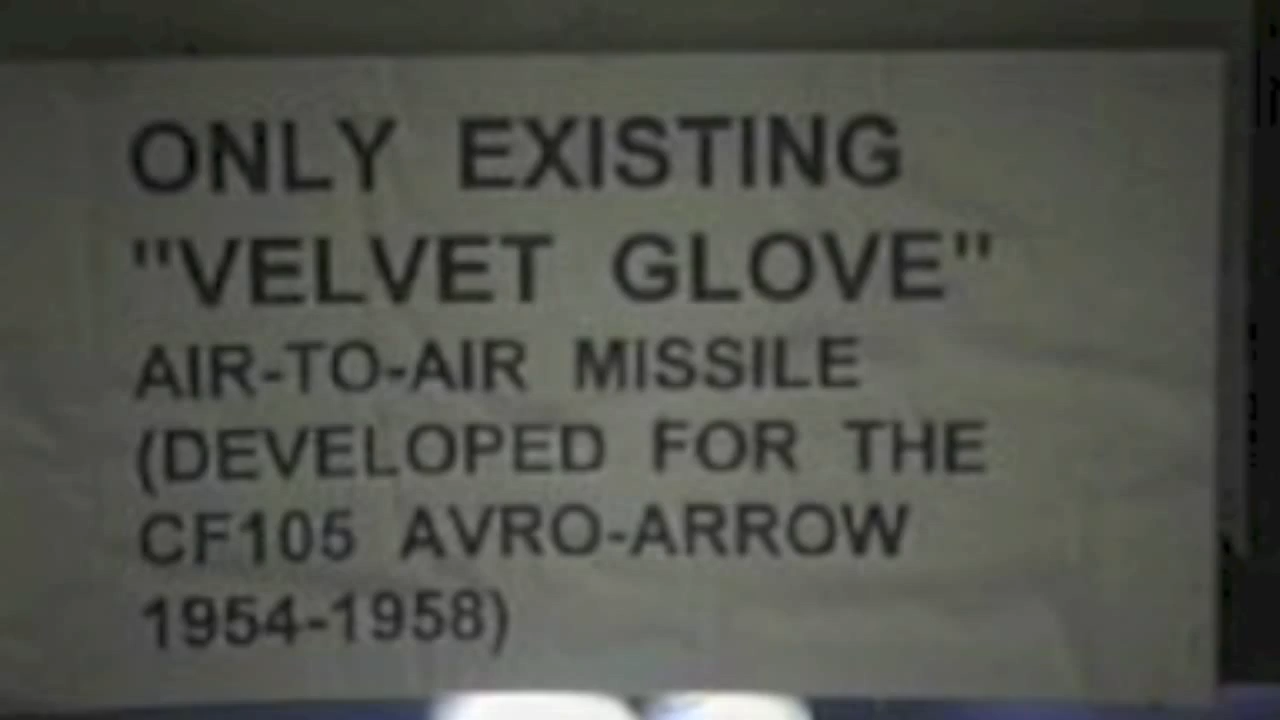 ONLY EXISTING
"VELVET GLOVE"
AIR-TO-AIR MISSILE
(DEVELOPED FOR THE
CF105 AVRO-ARROW
1954-1958)